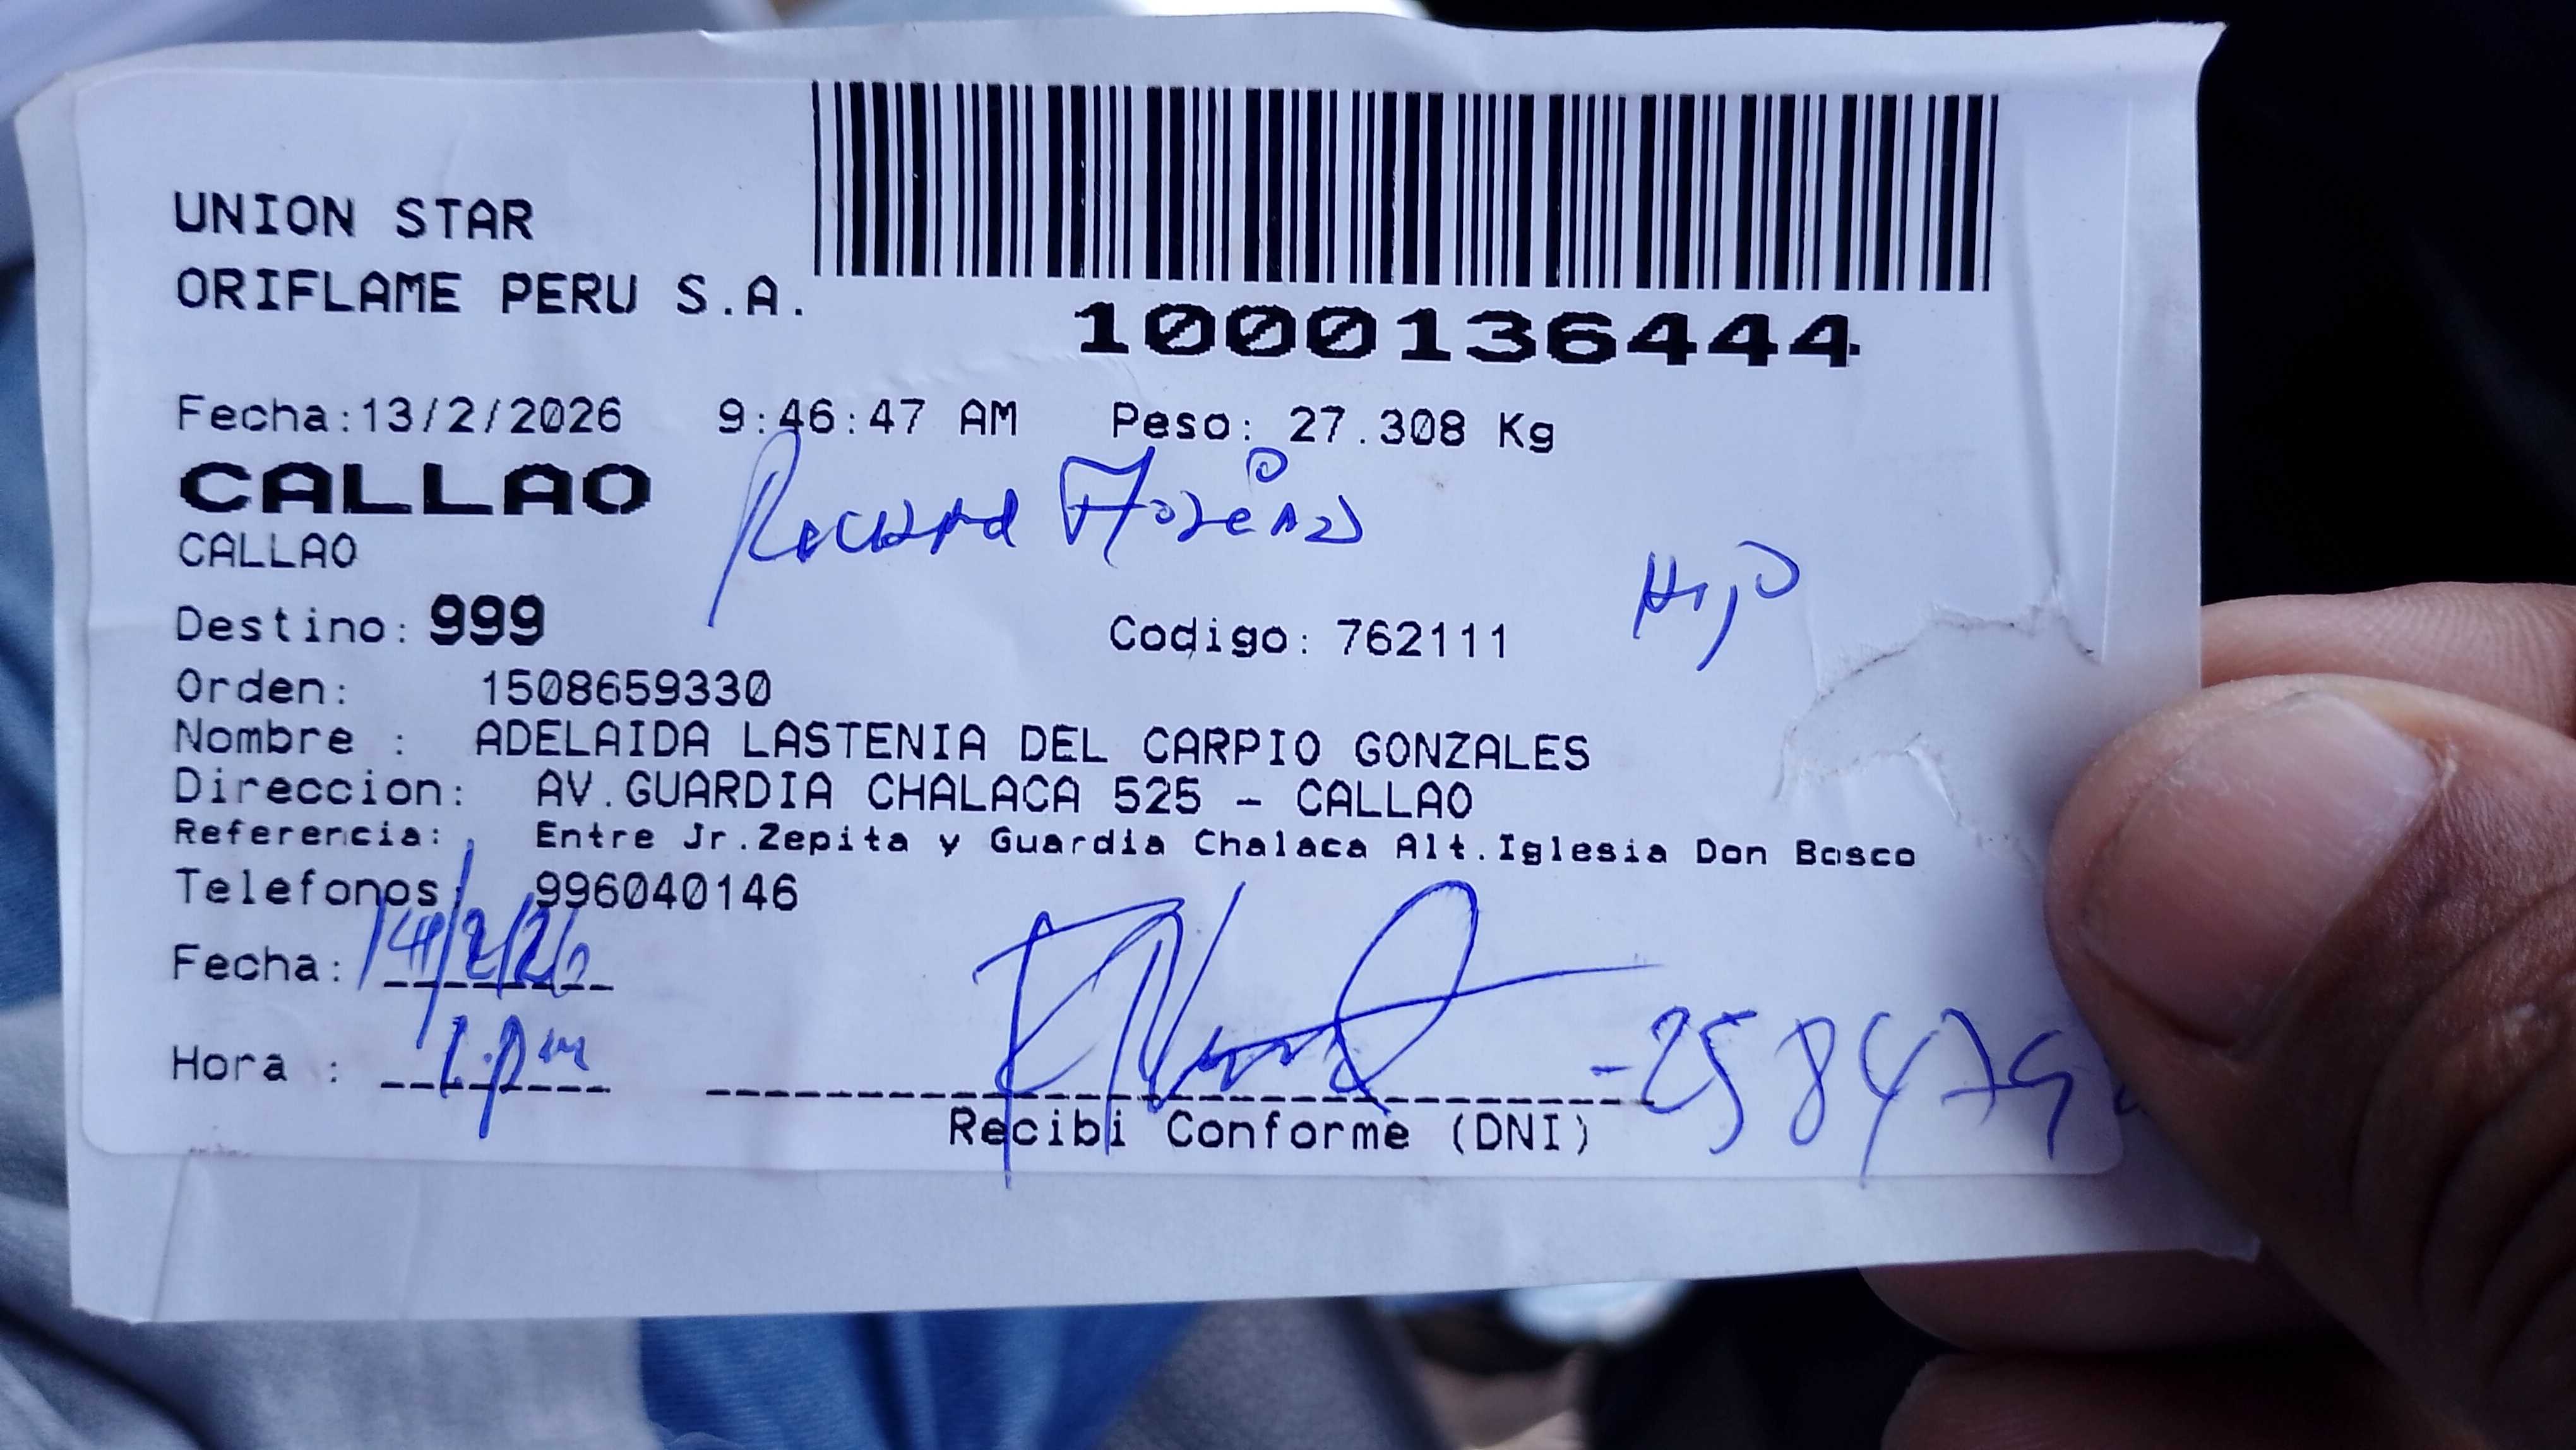 UNION STAR
ORIFLAME PERU S.A.
1000136444
Fecha:13/2/2026 9:46:47 AM Peso: 27.308 Kg
CALLAO
CALLAO
Hijo
Destino: 999 Codigo: 762111
Orden: 1508659330
Nombre : ADELAIDA LASTENIA DEL CARPIO GONZALES
Direccion: AV.GUARDIA CHALACA 525 - CALLAO
Referencia: Entre Jr.Zepita y Guardia Chalaca Alt.Iglesia Don Bosco
Telefonos: 996040146
Fecha: 14/2/26
Hora : 1.pm
Recibi Conforme (DNI)